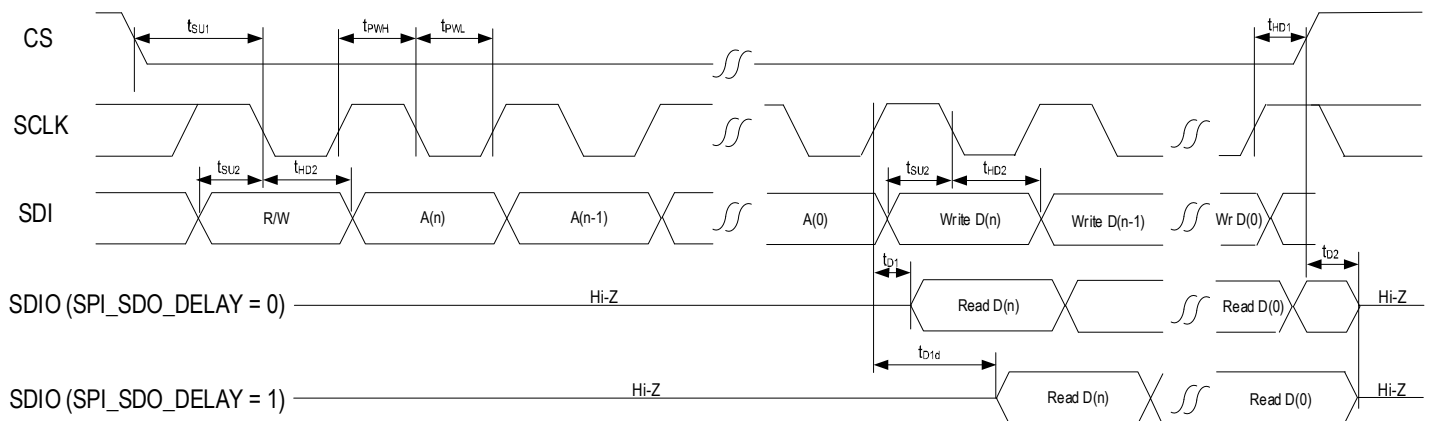 tSU1 tPWH tPWL tHD1
CS
SCLK
tSU2 tHD2 tSU2 tHD2
SDI R/W A(n) A(n-1) A(0) Write D(n) Write D(n-1) Wr D(0)
tD1 tD2
SDIO (SPI_SDO_DELAY = 0) Hi-Z Read D(n) Read D(0) Hi-Z
tD1d
SDIO (SPI_SDO_DELAY = 1) Hi-Z Read D(n) Read D(0) Hi-Z